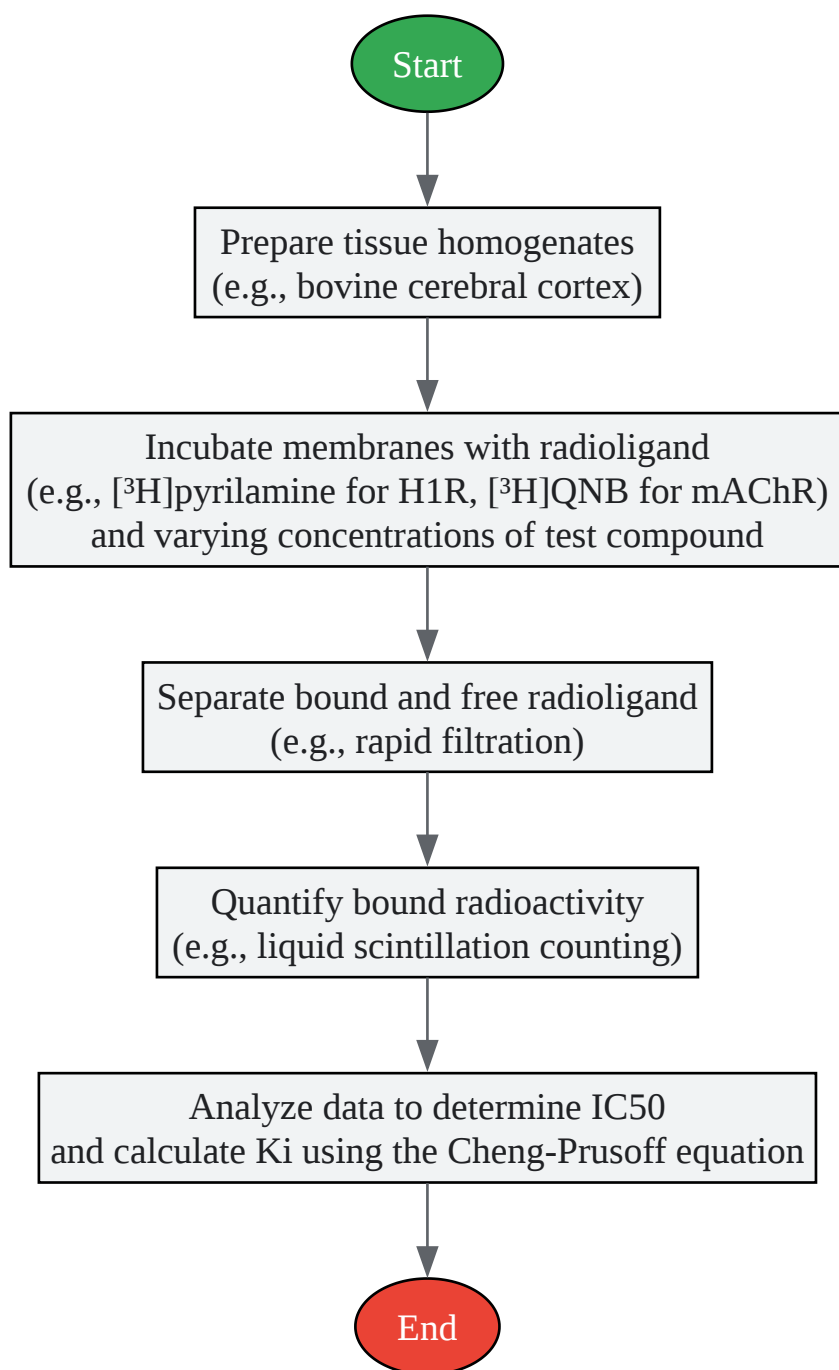 Start
Prepare tissue homogenates
(e.g., bovine cerebral cortex)
Incubate membranes with radioligand
(e.g., [³H]pyrilamine for H1R, [³H]QNB for mAChR)
and varying concentrations of test compound
Separate bound and free radioligand
(e.g., rapid filtration)
Quantify bound radioactivity
(e.g., liquid scintillation counting)
Analyze data to determine IC50
and calculate Ki using the Cheng-Prusoff equation
End